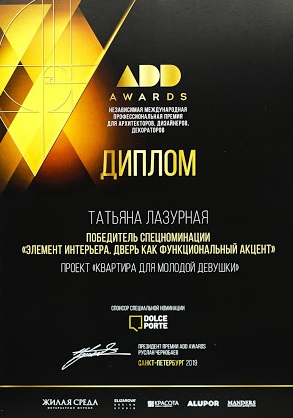 ADD
AWARDS
НЕЗАВИСИМАЯ МЕЖДУНАРОДНАЯ
ПРОФЕССИОНАЛЬНАЯ ПРЕМИЯ
ДЛЯ АРХИТЕКТОРОВ, ДИЗАЙНЕРОВ,
ДЕКОРАТОРОВ
ДИПЛОМ
ТАТЬЯНА ЛАЗУРНАЯ
ПОБЕДИТЕЛЬ СПЕЦНОМИНАЦИИ
«ЭЛЕМЕНТ ИНТЕРЬЕРА. ДВЕРЬ КАК ФУНКЦИОНАЛЬНЫЙ АКЦЕНТ»
ПРОЕКТ «КВАРТИРА ДЛЯ МОЛОДОЙ ДЕВУШКИ»
СПОНСОР СПЕЦИАЛЬНОЙ НОМИНАЦИИ
DOLCE
PORTE
ПРЕЗИДЕНТ ПРЕМИИ ADD AWARDS
РУСЛАН ЧЕРНОБАЕВ
САНКТ-ПЕТЕРБУРГ 2019
ЖИЛАЯ СРЕДА ELIZAROVA КРАСОТА ALUPOR MANDERS